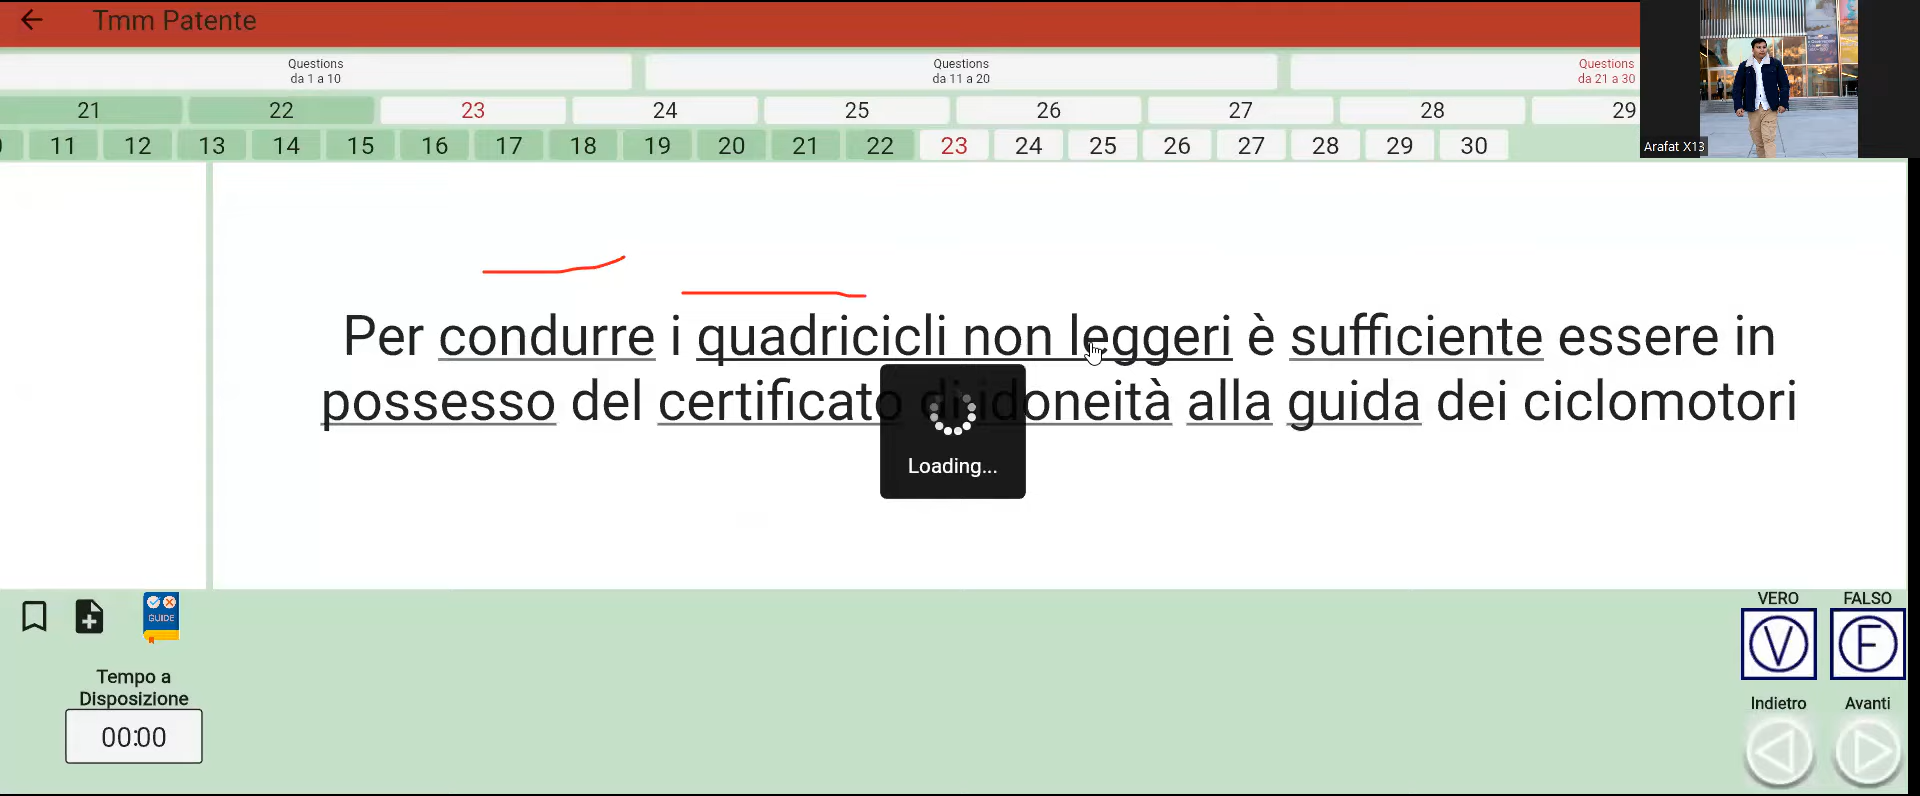 Tmm Patente
Questions
da 1 a 10
Questions
da 11 a 20
Questions
da 21 a 30
21 22 23 24 25 26 27 28 29
11 12 13 14 15 16 17 18 19 20 21 22 23 24 25 26 27 28 29 30
Arafat X13
Per condurre i quadricicli non leggeri è sufficiente essere in
possesso del certificato di idoneità alla guida dei ciclomotori
Loading...
GUIDE
VERO FALSO
V F
Tempo a
Disposizione
00:00
Indietro Avanti